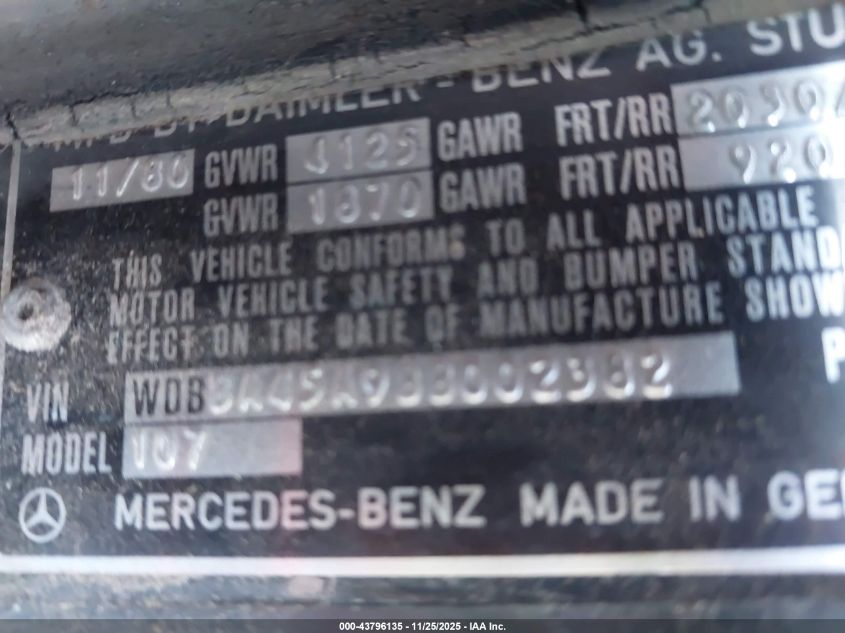 MFD BY DAIMLER - BENZ AG. STU
11/80 GVWR 4125 GAWR FRT/RR 2030/
GVWR 1870 GAWR FRT/RR 920
THIS VEHICLE CONFORMS TO ALL APPLICABLE
MOTOR VEHICLE SAFETY AND BUMPER STAND
EFFECT ON THE DATE OF MANUFACTURE SHOW
VIN WDBBA45A9BB002382 P
MODEL 107
MERCEDES-BENZ MADE IN GE
000-43796135 - 11/25/2025 - IAA Inc.